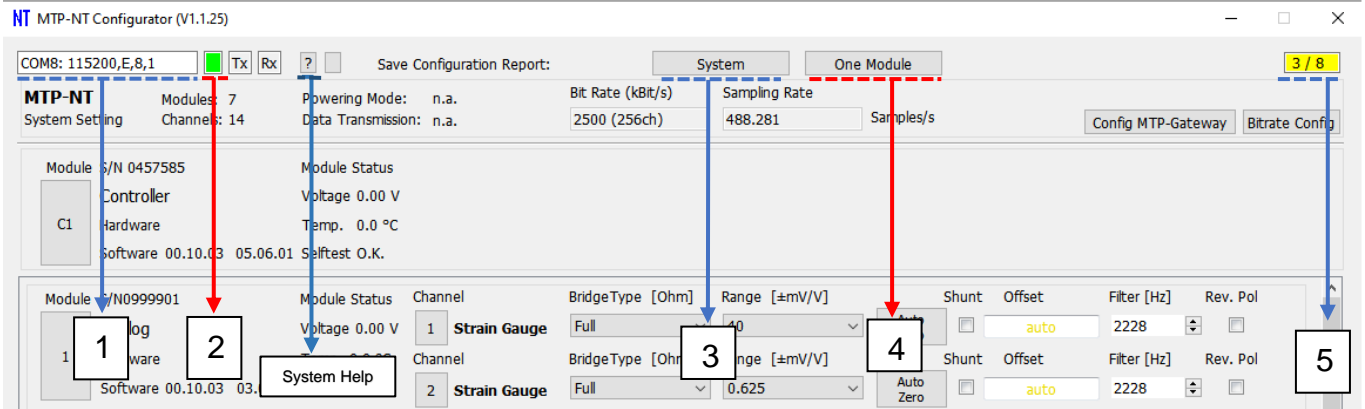 NT MTP-NT Configurator (V1.1.25)
COM8: 115200,E,8,1 Tx Rx ? Save Configuration Report: System One Module 3 / 8
MTP-NT Modules: 7 Powering Mode: n.a. Bit Rate (kBit/s) Sampling Rate
System Setting Channels: 14 Data Transmission: n.a. 2500 (256ch) 488.281 Samples/s Config MTP-Gateway Bitrate Config
Module S/N 0457585 Module Status
Controller Voltage 0.00 V
C1 Hardware Temp. 0.0 °C
Software 00.10.03 05.06.01 Selftest O.K.
Module S/N0999901 Module Status Channel BridgeType [Ohm] Range [±mV/V] Shunt Offset Filter [Hz] Rev. Pol
Voltage 0.00 V 1 Strain Gauge Full 40 auto 2228
1 2 3 4 5
1 Channel BridgeType [Ohm] Range [±mV/V] Shunt Offset Filter [Hz] Rev. Pol
System Help
Software 00.10.03 2 Strain Gauge Full 0.625 Auto Zero auto 2228